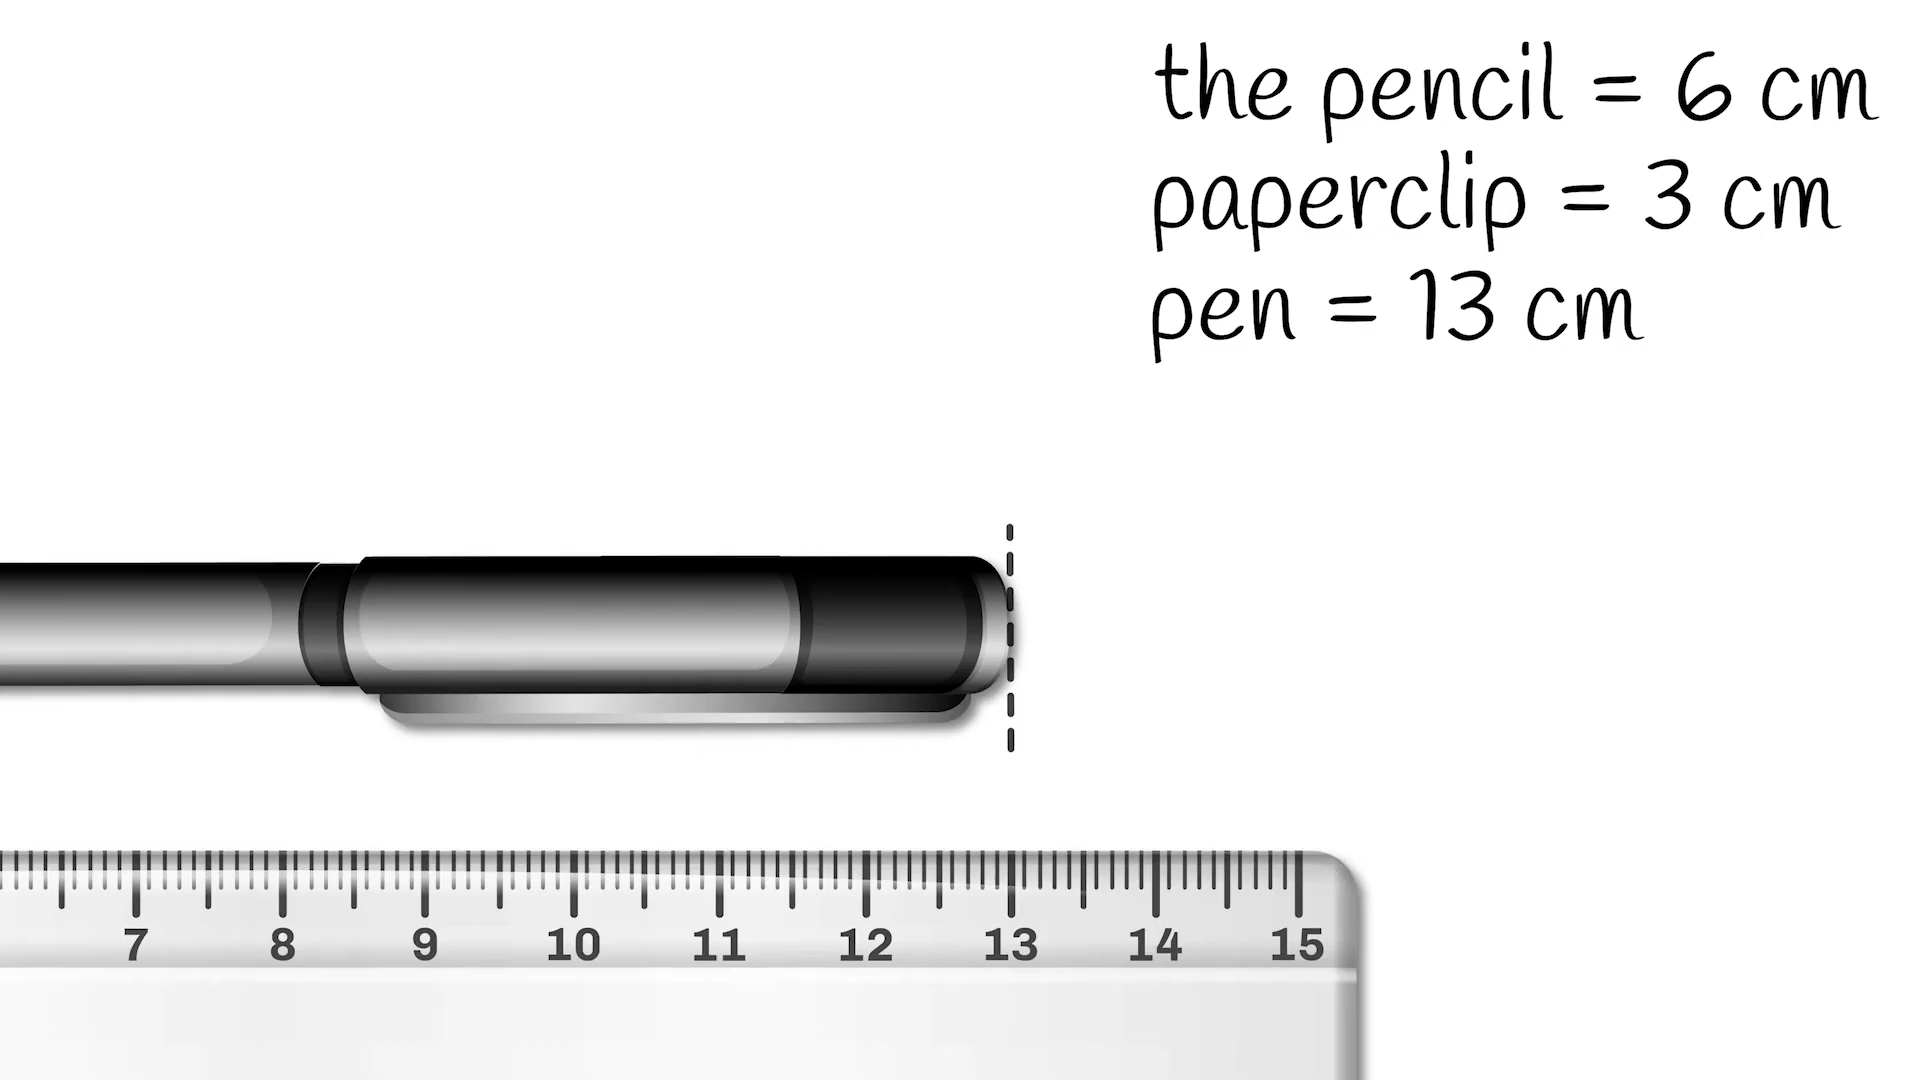 the pencil = 6 cm
paperclip = 3 cm
pen = 13 cm
7 8 9 10 11 12 13 14 15